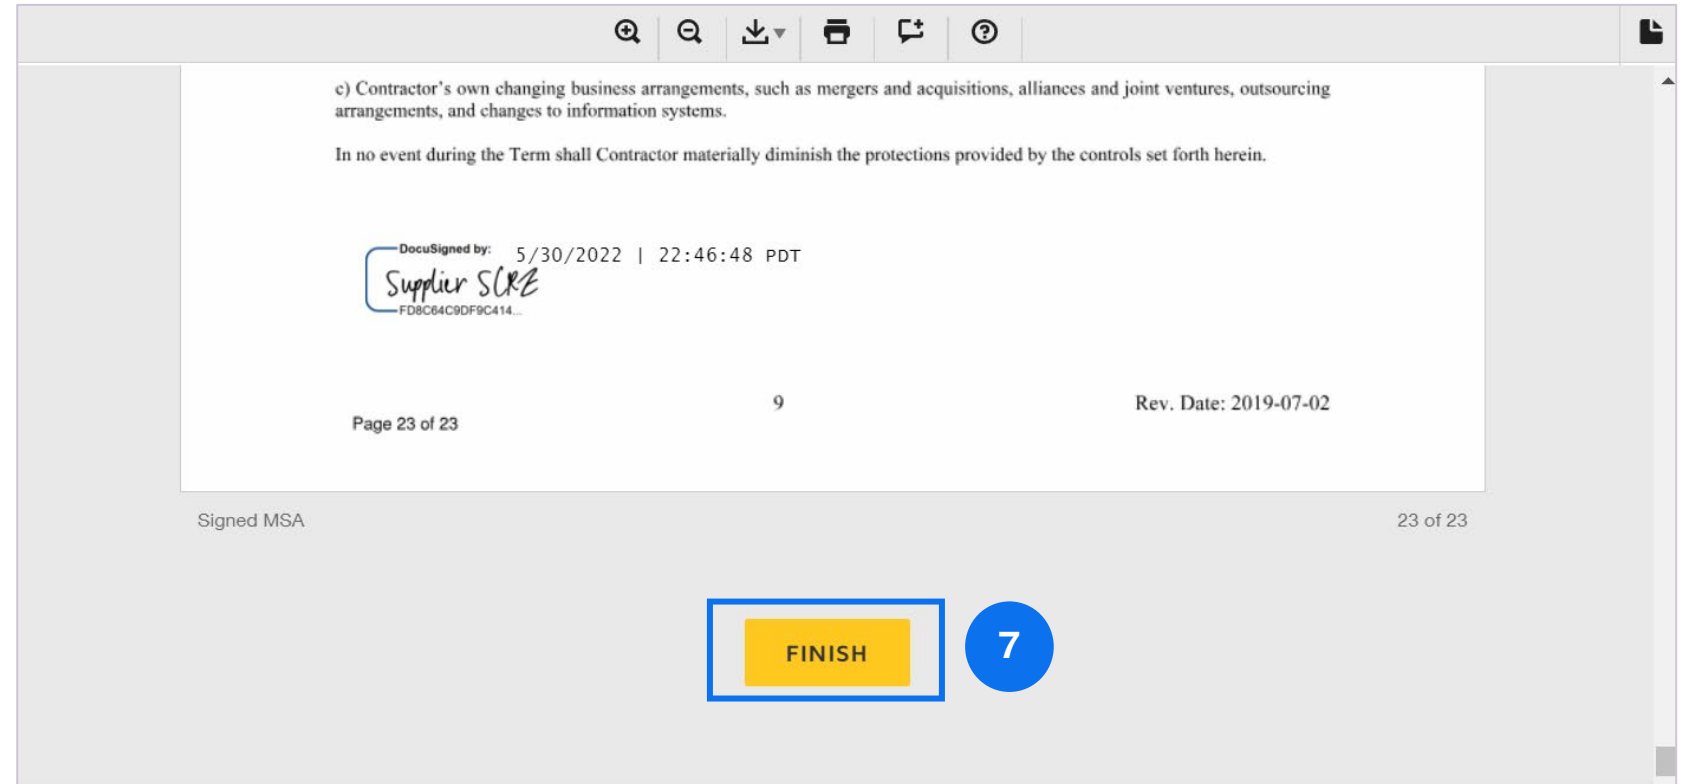 c) Contractor’s own changing business arrangements, such as mergers and acquisitions, alliances and joint ventures, outsourcing
arrangements, and changes to information systems.
In no event during the Term shall Contractor materially diminish the protections provided by the controls set forth herein.
DocuSigned by:
5/30/2022 | 22:46:48 PDT
Supplier SCRE
FD8C64C9DF9C414...
9
Rev. Date: 2019-07-02
Page 23 of 23
Signed MSA
23 of 23
FINISH
7